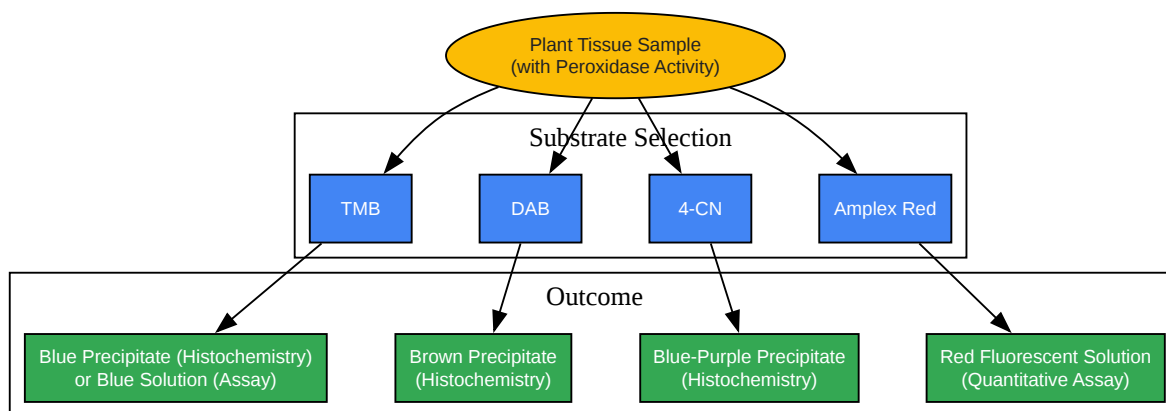 Plant Tissue Sample
(with Peroxidase Activity)
Substrate Selection
TMB
DAB
4-CN
Amplex Red
Outcome
Blue Precipitate (Histochemistry)
or Blue Solution (Assay)
Brown Precipitate
(Histochemistry)
Blue-Purple Precipitate
(Histochemistry)
Red Fluorescent Solution
(Quantitative Assay)